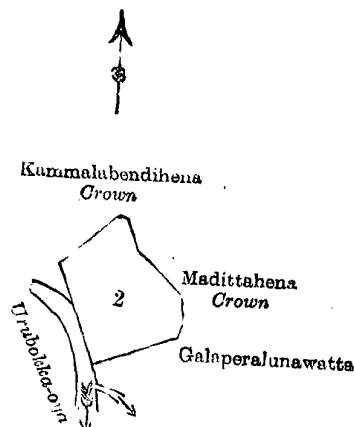 Kammalabendihena
Crown
Madittahena
Crown
2
Galaperalunawatta
Urubokka-oya